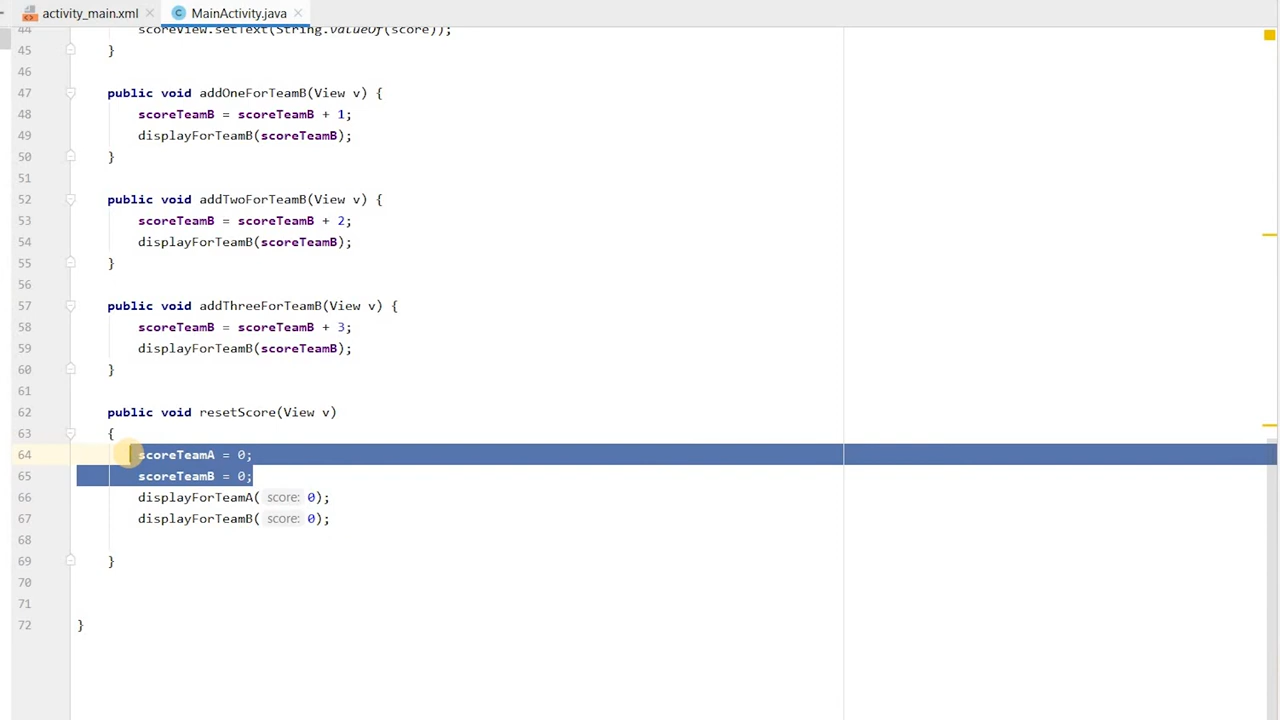 activity_main.xml
MainActivity.java
44 scoreView.setText(String.valueOf(score));
45 }
46
47 public void addOneForTeamB(View v) {
48 scoreTeamB = scoreTeamB + 1;
49 displayForTeamB(scoreTeamB);
50 }
51
52 public void addTwoForTeamB(View v) {
53 scoreTeamB = scoreTeamB + 2;
54 displayForTeamB(scoreTeamB);
55 }
56
57 public void addThreeForTeamB(View v) {
58 scoreTeamB = scoreTeamB + 3;
59 displayForTeamB(scoreTeamB);
60 }
61
62 public void resetScore(View v)
63 {
64 scoreTeamA = 0;
65 scoreTeamB = 0;
66 displayForTeamA( score: 0);
67 displayForTeamB( score: 0);
68
69 }
70
71
72 }